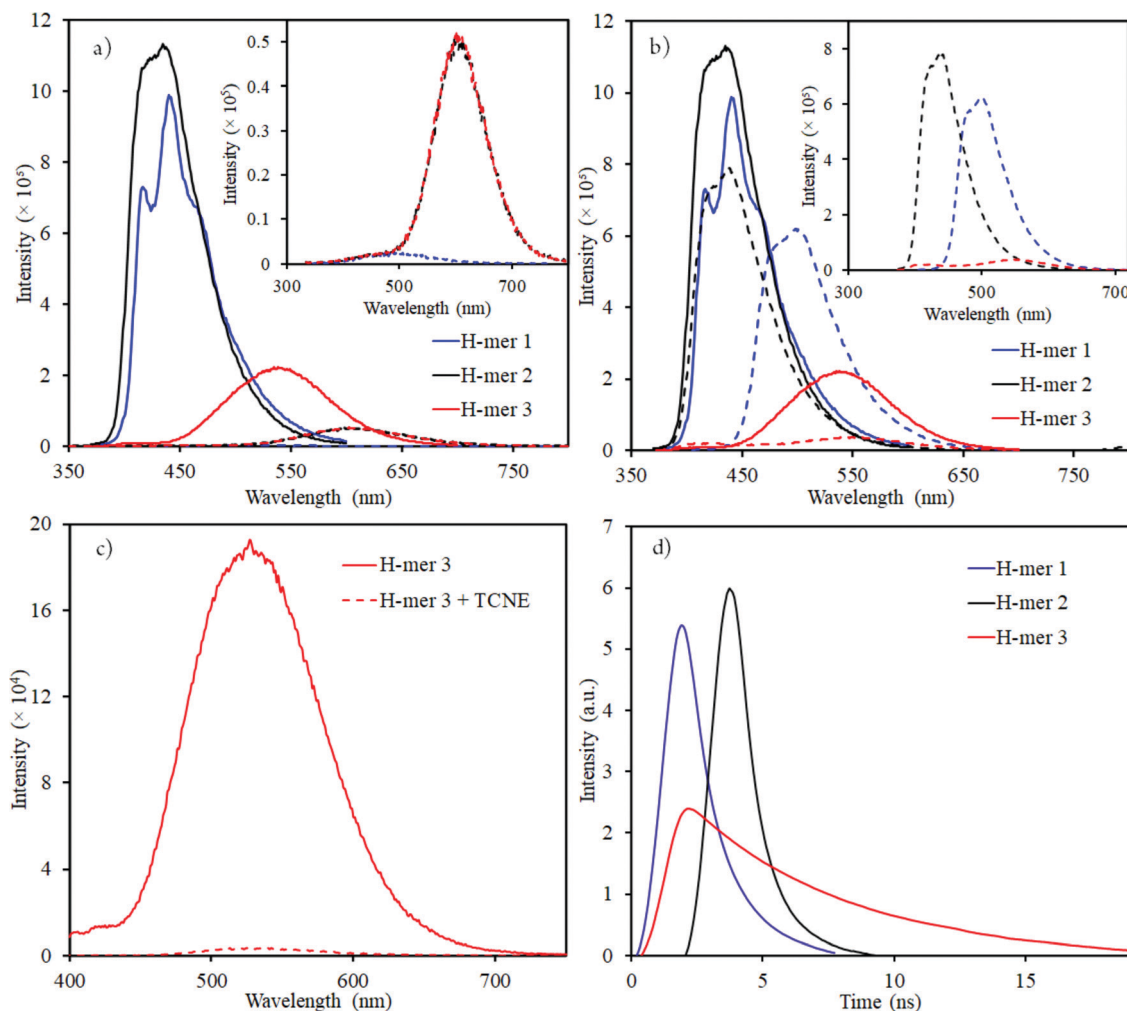 a)
12
10
8
6
4
2
0
Intensity (× 10⁵)
350
450
550
650
750
Wavelength (nm)
0.5
0.4
0.3
0.2
0.1
0
Intensity (× 10⁵)
300
500
700
Wavelength (nm)
H-mer 1
H-mer 2
H-mer 3
b)
12
10
8
6
4
2
0
Intensity (× 10⁵)
350
450
550
650
750
Wavelength (nm)
8
6
4
2
0
Intensity (× 10⁵)
300
500
700
Wavelength (nm)
H-mer 1
H-mer 2
H-mer 3
c)
20
16
12
8
4
0
Intensity (× 10⁴)
400
500
600
700
Wavelength (nm)
H-mer 3
H-mer 3 + TCNE
d)
7
6
5
4
3
2
1
0
Intensity (a.u.)
0
5
10
15
Time (ns)
H-mer 1
H-mer 2
H-mer 3